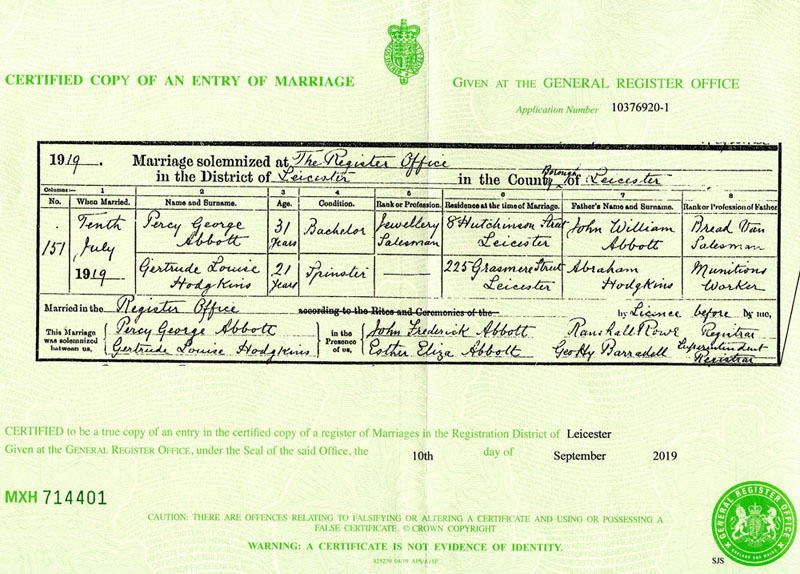 CERTIFIED COPY OF AN ENTRY OF MARRIAGE
GIVEN AT THE GENERAL REGISTER OFFICE
Application Number 10376920-1
1919. Marriage solemnized at The Register Office
in the District of Leicester in the County Borough of Leicester
Columns:— 1 2 3 4 5 6 7 8
No. When Married. Name and Surname. Age. Condition. Rank or Profession. Residence at the time of Marriage. Father's Name and Surname. Rank or Profession of Father.
151 Tenth July 1919
Percy George Abbott 31 Years Bachelor Jewellery Salesman 8 Hutchinson Street Leicester John William Abbott Bread Van Salesman
Gertrude Louise Hodgkins 21 Years Spinster 225 Grasmere Street Leicester Abraham Hodgkins Munitions Worker
Married in the Register Office according to the Rites and Ceremonies of the by Licence before by me,
This Marriage was solemnized between us,
Percy George Abbott
Gertrude Louise Hodgkins
in the Presence of us,
John Frederick Abbott
Esther Eliza Abbott
Rowe Registrar
Geo Hy Barradell Superintendent Registrar
CERTIFIED to be a true copy of an entry in the certified copy of a register of Marriages in the Registration District of Leicester
Given at the GENERAL REGISTER OFFICE, under the Seal of the said Office, the 10th day of September 2019
MXH 714401
CAUTION: THERE ARE OFFENCES RELATING TO FALSIFYING OR ALTERING A CERTIFICATE AND USING OR POSSESSING A
FALSE CERTIFICATE. © CROWN COPYRIGHT
WARNING: A CERTIFICATE IS NOT EVIDENCE OF IDENTITY.
GENERAL REGISTER OFFICE
ENGLAND AND WALES
SJS